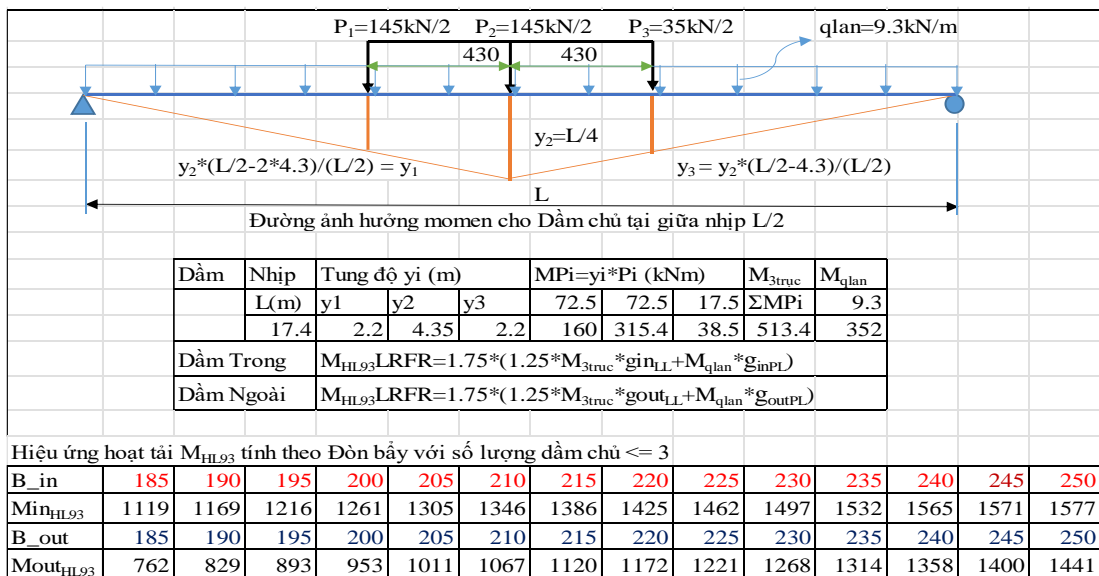 P1=145kN/2 P2=145kN/2 P3=35kN/2 qlan=9.3kN/m
430 430
y2=L/4
y2*(L/2-2*4.3)/(L/2) = y1 y3 = y2*(L/2-4.3)/(L/2)
L
Đường ảnh hưởng momen cho Dầm chủ tại giữa nhịp L/2
Dầm Nhịp Tung độ yi (m) MPi=yi*Pi (kNm) M3truc Mqlan
L(m) y1 y2 y3 72.5 72.5 17.5 ΣMPi 9.3
17.4 2.2 4.35 2.2 160 315.4 38.5 513.4 352
Dầm Trong MHL93LRFR=1.75*(1.25*M3truc*ginLL+Mqlan*ginPL)
Dầm Ngoài MHL93LRFR=1.75*(1.25*M3truc*goutLL+Mqlan*goutPL)
Hiệu ứng hoạt tải MHL93 tính theo Đòn bẩy với số lượng dầm chủ <= 3
B_in 185 190 195 200 205 210 215 220 225 230 235 240 245 250
MinHL93 1119 1169 1216 1261 1305 1346 1386 1425 1462 1497 1532 1565 1571 1577
B_out 185 190 195 200 205 210 215 220 225 230 235 240 245 250
MoutHL93 762 829 893 953 1011 1067 1120 1172 1221 1268 1314 1358 1400 1441